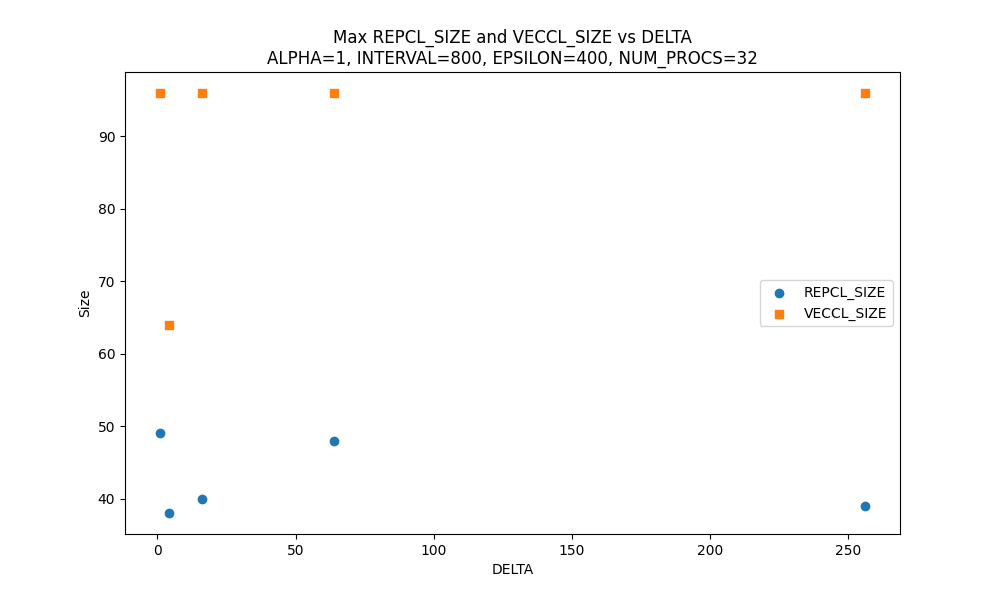 Max REPCL_SIZE and VECCL_SIZE vs DELTA
ALPHA=1, INTERVAL=800, EPSILON=400, NUM_PROCS=32
90
80
70
60
50
40
Size
REPCL_SIZE
VECCL_SIZE
0
50
100
150
200
250
DELTA